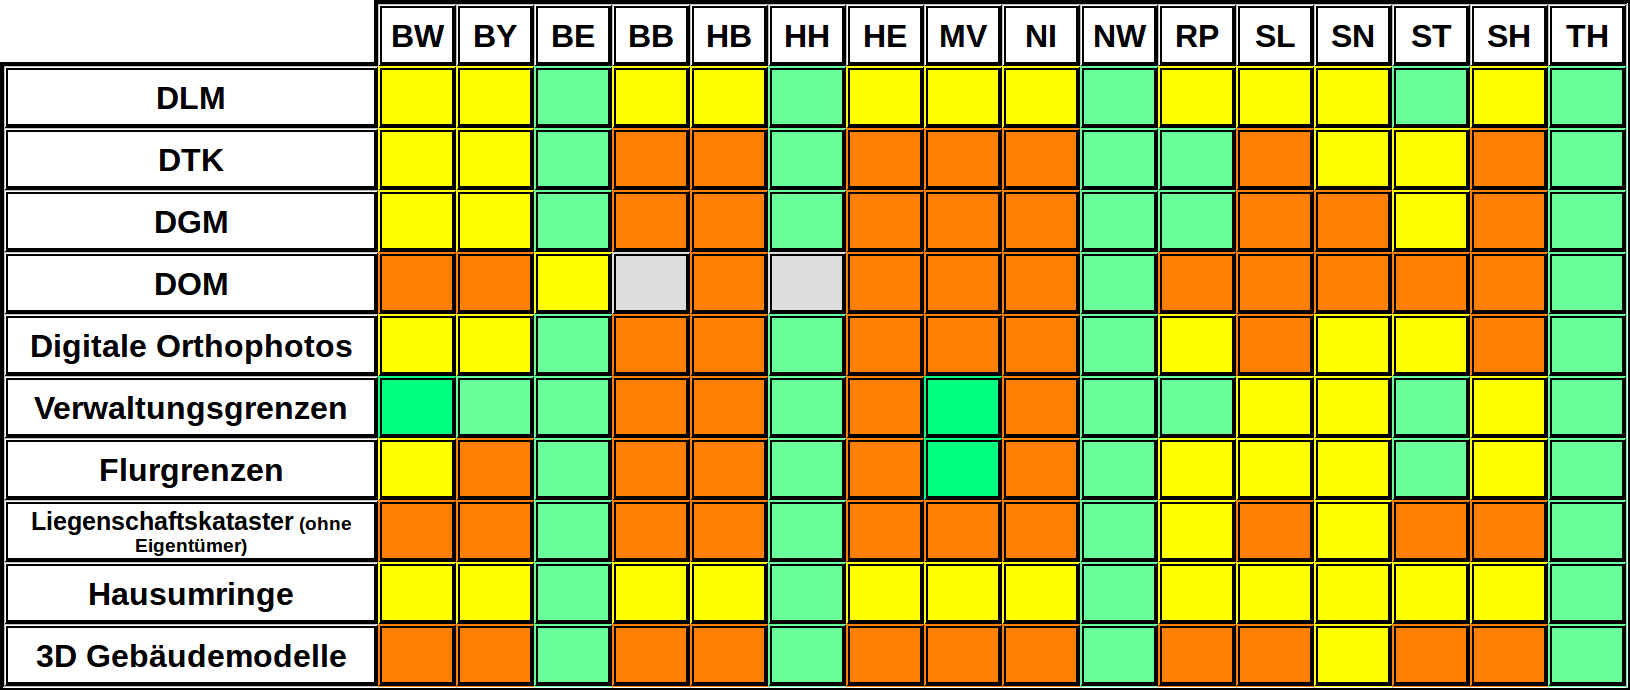 BW BY BE BB HB HH HE MV NI NW RP SL SN ST SH TH
DLM
DTK
DGM
DOM
Digitale Orthophotos
Verwaltungsgrenzen
Flurgrenzen
Liegenschaftskataster (ohne
Eigentümer)
Hausumringe
3D Gebäudemodelle